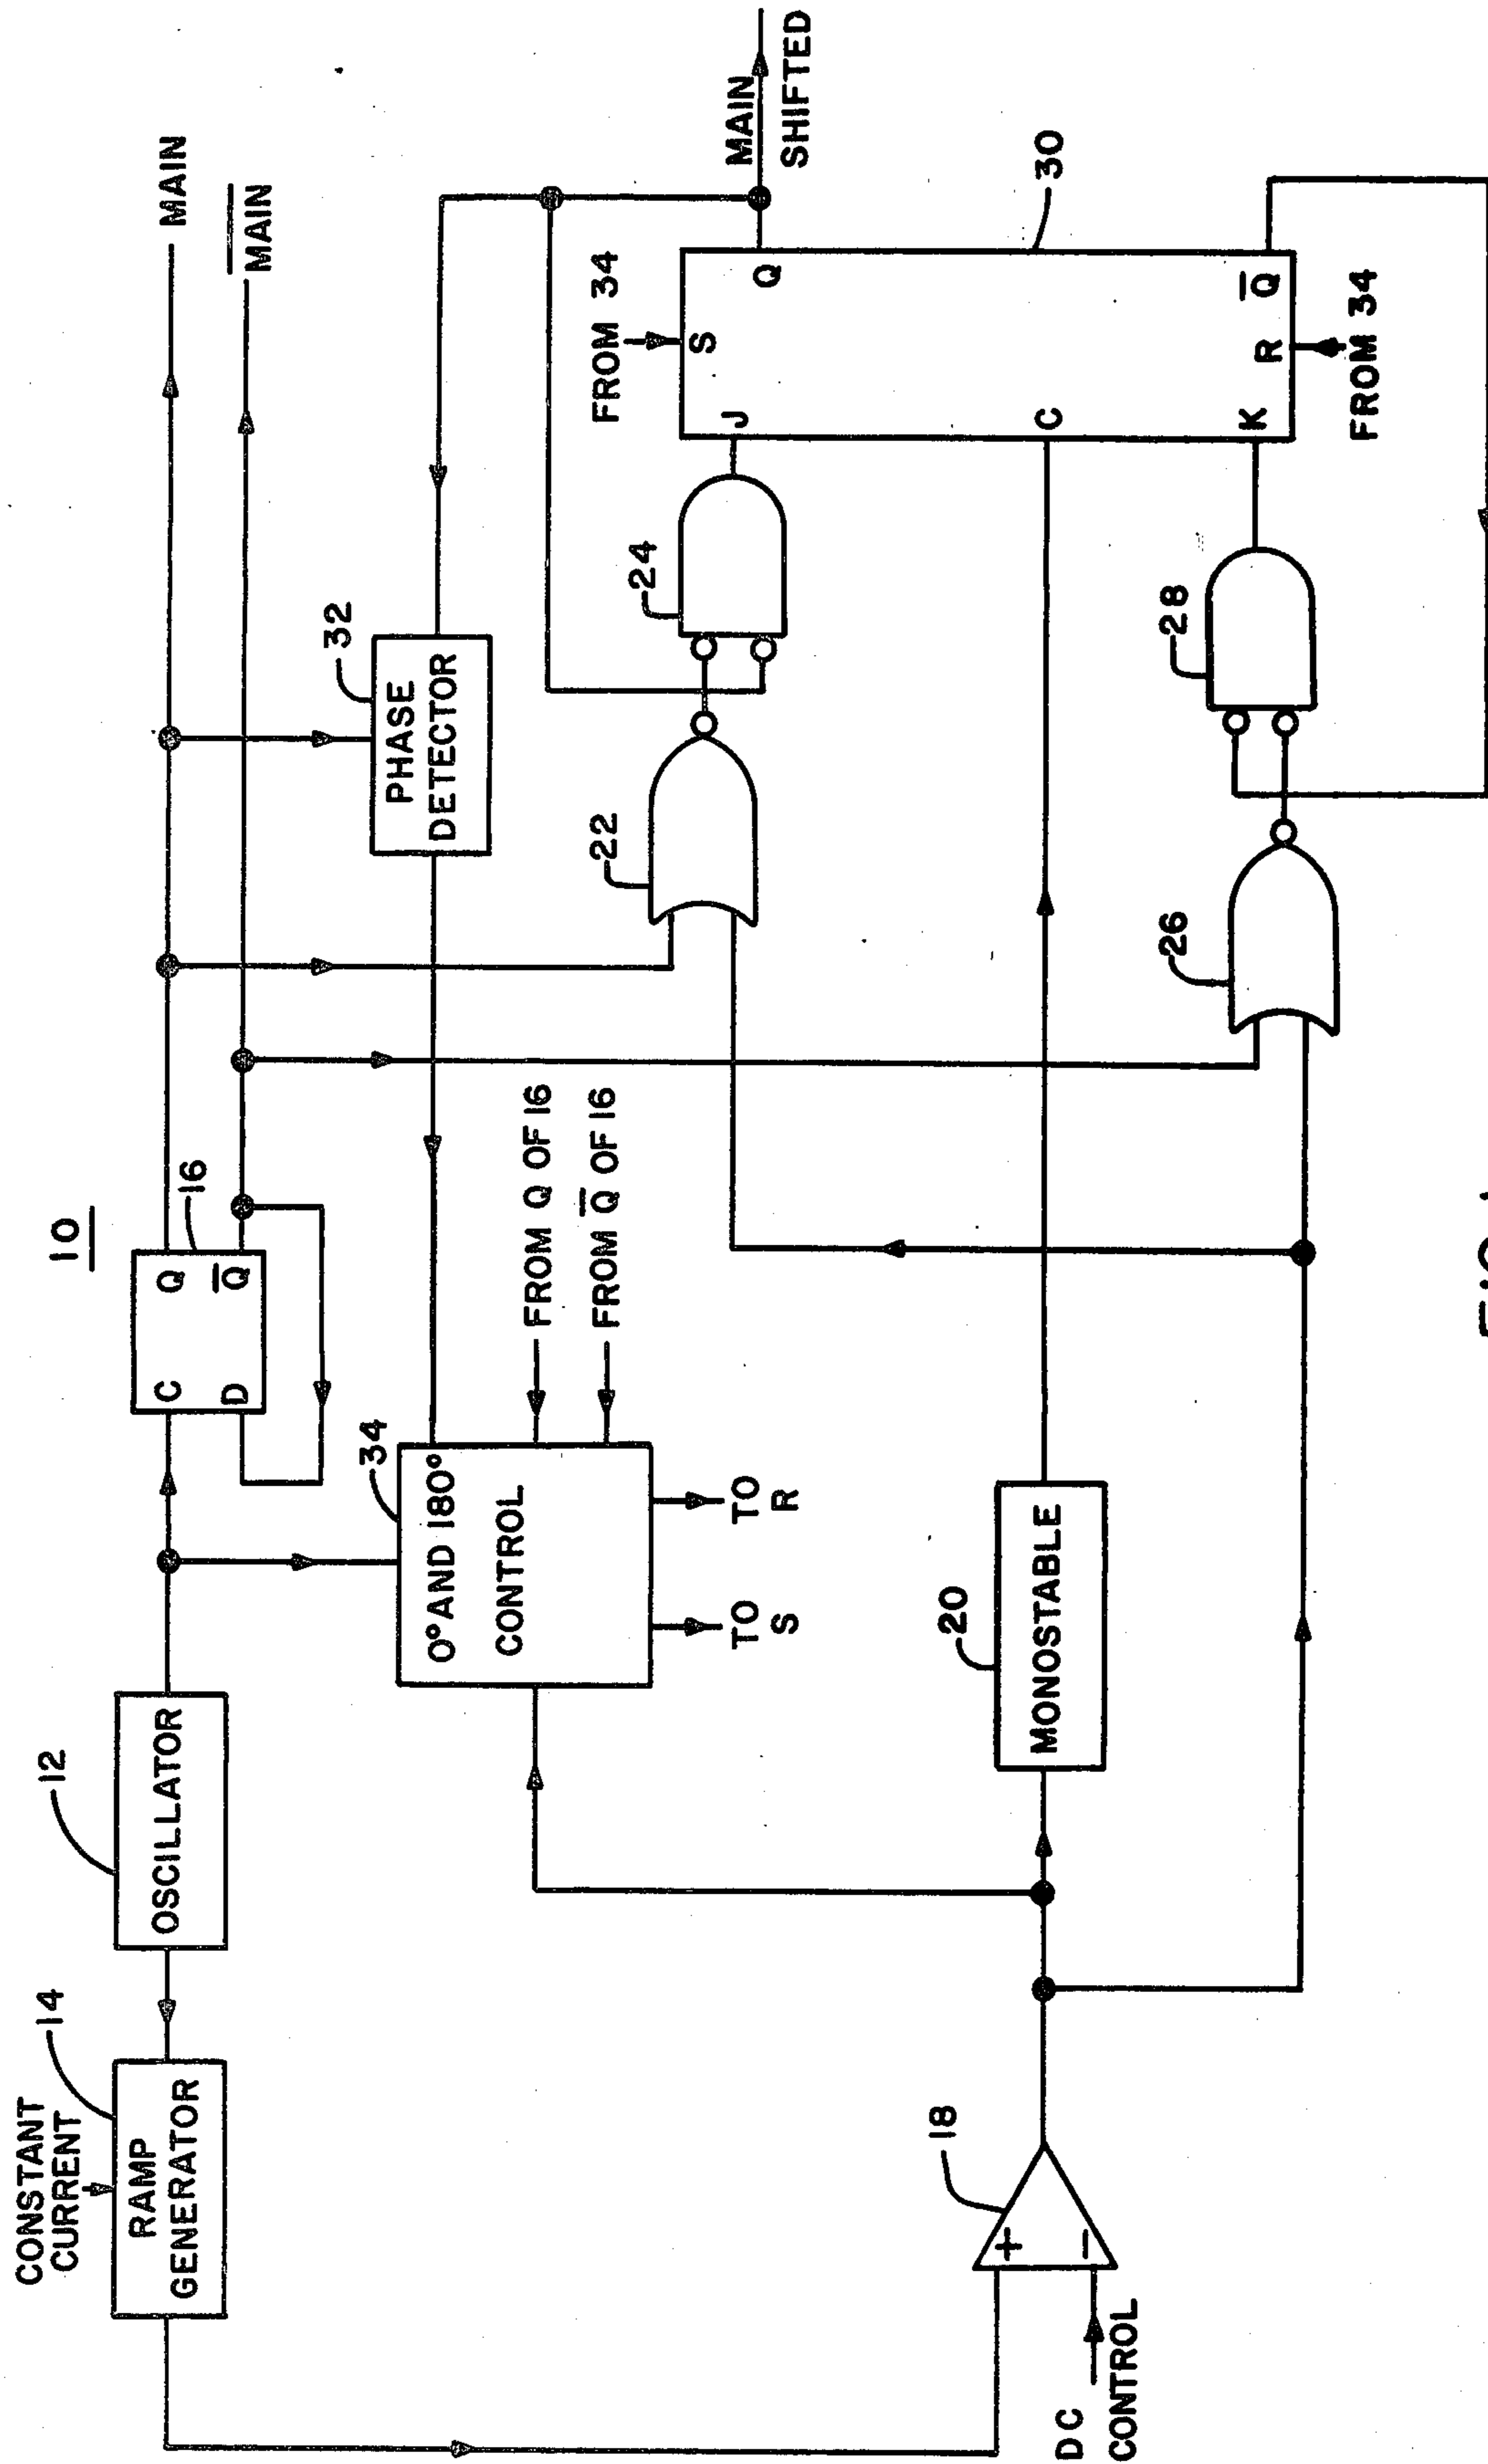 10
CONSTANT
CURRENT
14
RAMP
GENERATOR
12
OSCILLATOR
C
D
Q
Q̅
16
MAIN
M̅A̅I̅N̅
34
0° AND 180°
CONTROL
TO
S
TO
R
FROM Q OF 16
FROM Q̅ OF 16
32
PHASE
DETECTOR
22
24
FROM 34
S
J
Q
MAIN
SHIFTED
C
30
K
R
Q̅
FROM 34
18
+
−
DC
CONTROL
20
MONOSTABLE
26
28